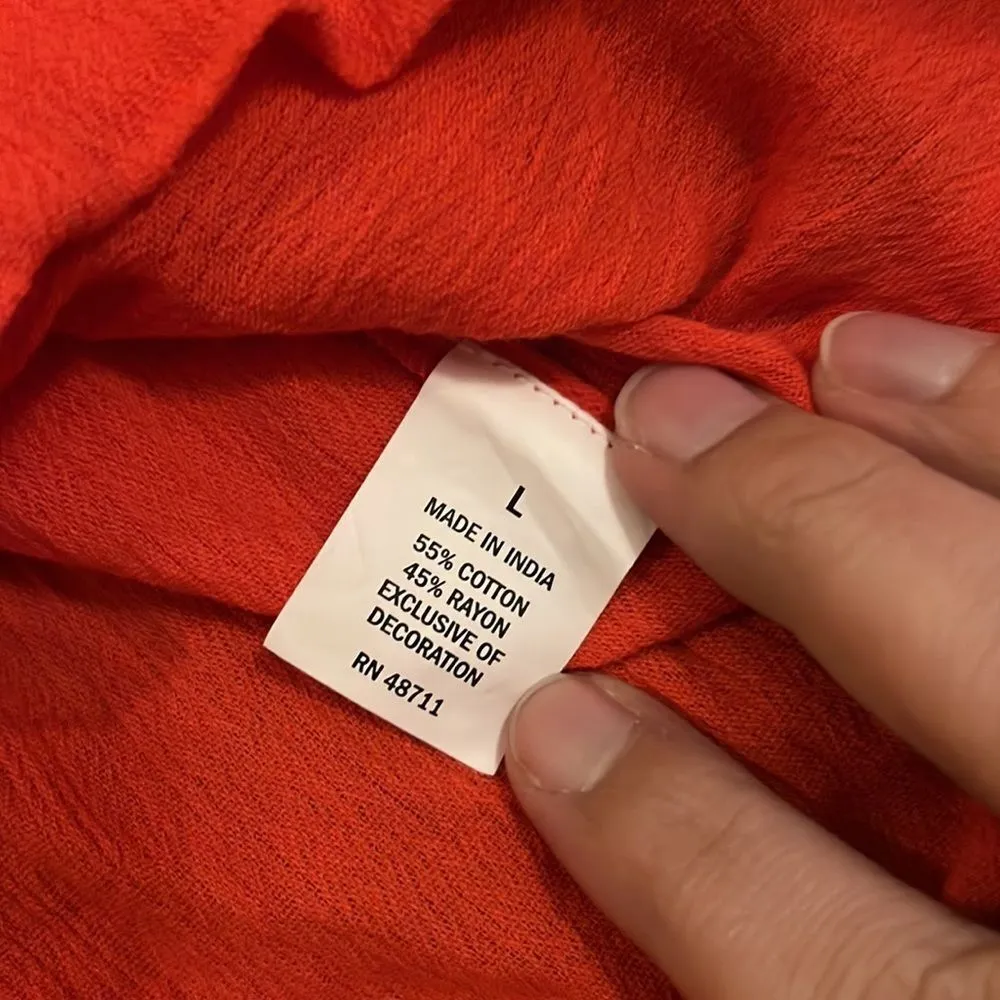 L
MADE IN INDIA
55% COTTON
45% RAYON
EXCLUSIVE OF
DECORATION
RN 48711